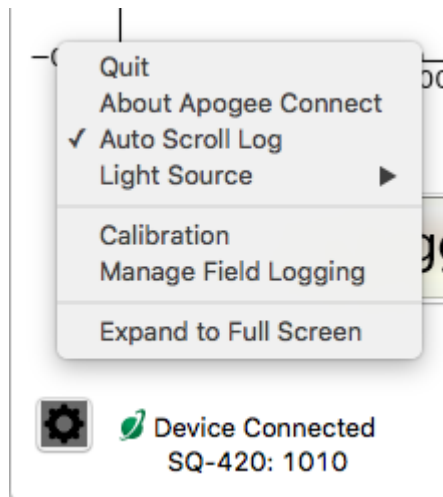 Quit
About Apogee Connect
✓ Auto Scroll Log
Light Source ▶
Calibration
Manage Field Logging
Expand to Full Screen
Device Connected
SQ-420: 1010